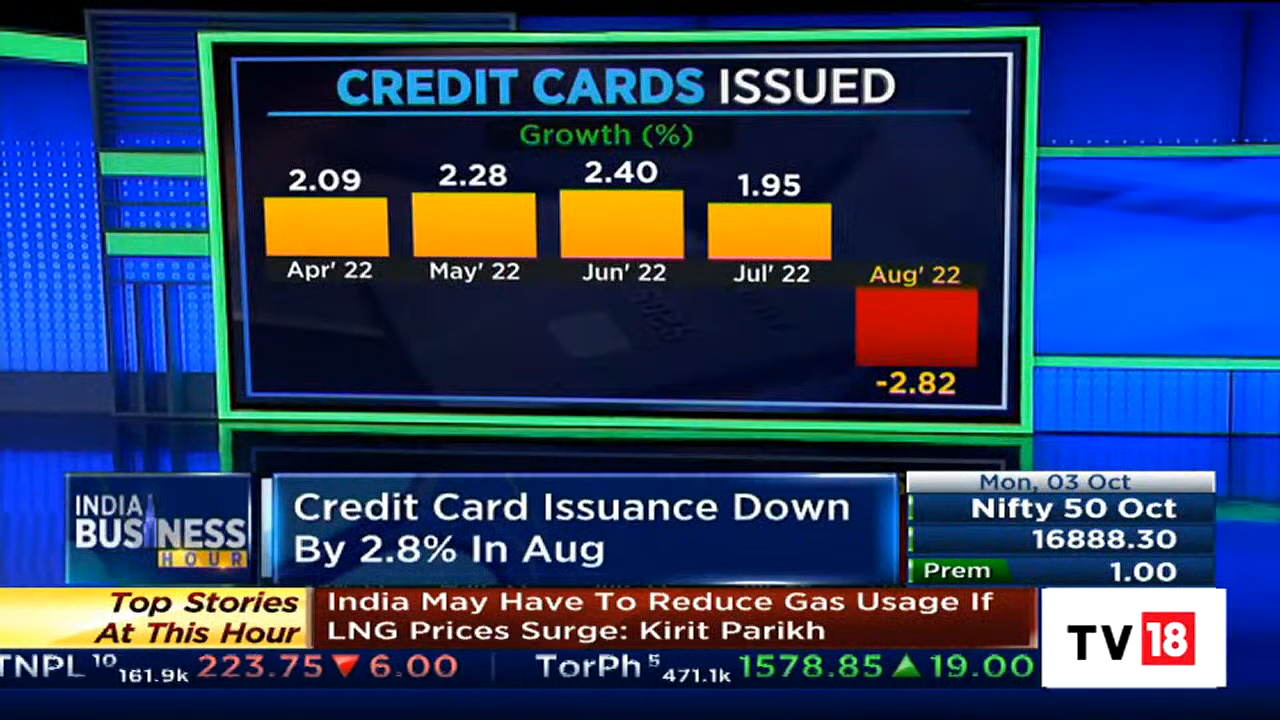 CREDIT CARDS ISSUED
Growth (%)
2.09 2.28 2.40 1.95
Apr' 22 May' 22 Jun' 22 Jul' 22 Aug' 22
-2.82
INDIA
BUSINESS
HOUR
Credit Card Issuance Down
By 2.8% In Aug
Mon, 03 Oct
Nifty 50 Oct
16888.30
Prem 1.00
Top Stories
At This Hour
India May Have To Reduce Gas Usage If
LNG Prices Surge: Kirit Parikh
TV18
TNPL 10 161.9k 223.75 ▼ 6.00 TorPh 5 471.1k 1578.85 ▲ 19.00